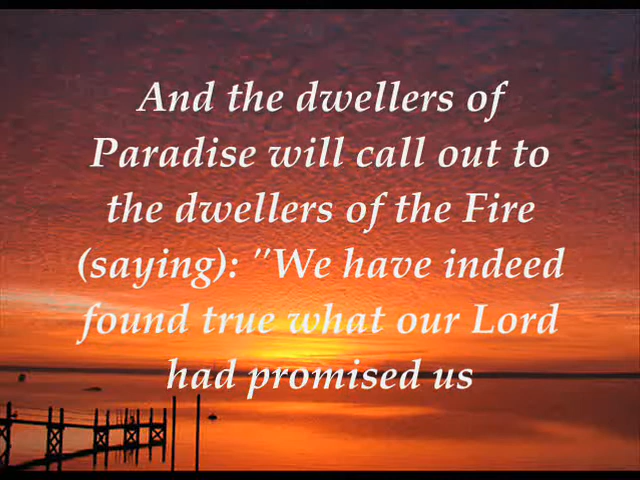 And the dwellers of
Paradise will call out to
the dwellers of the Fire
(saying): "We have indeed
found true what our Lord
had promised us